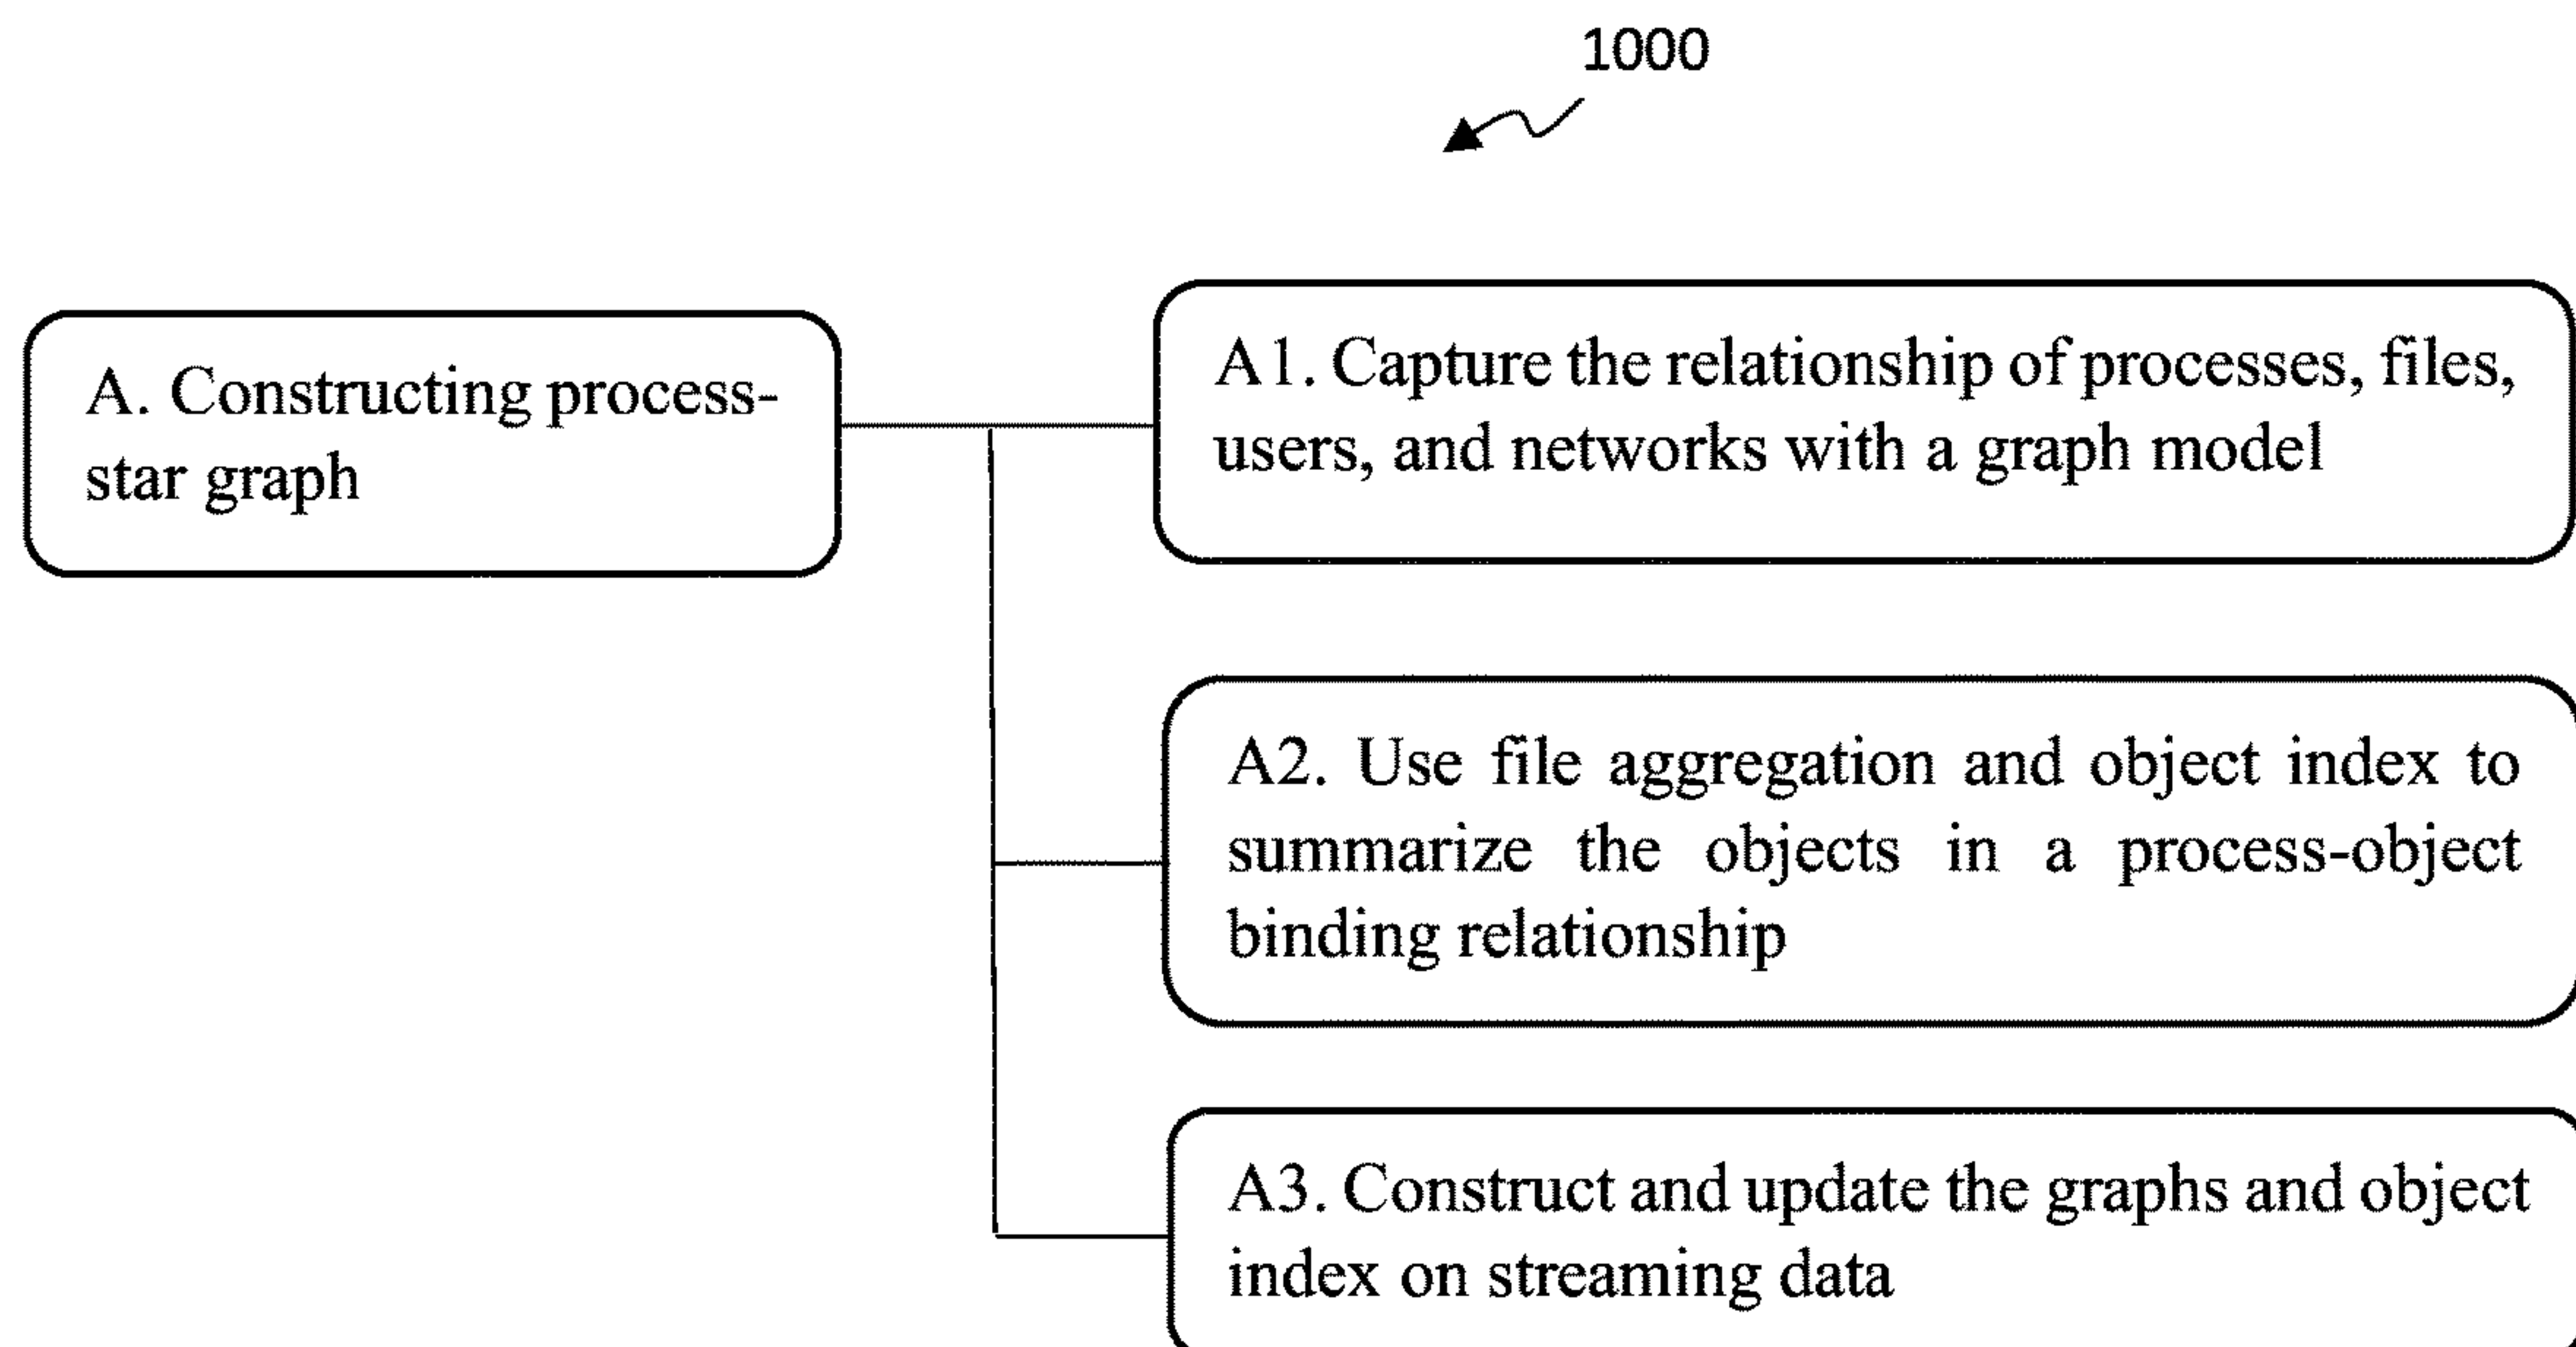 1000
A. Constructing process-
star graph
A1. Capture the relationship of processes, files,
users, and networks with a graph model
A2. Use file aggregation and object index to
summarize the objects in a process-object
binding relationship
A3. Construct and update the graphs and object
index on streaming data